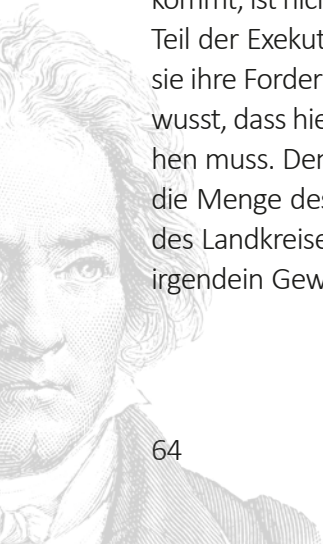 kommt, ist nich
Teil der Exekut
sie ihre Forder
wusst, dass hie
hen muss. Der
die Menge des
des Landkreise
irgendein Gew
64